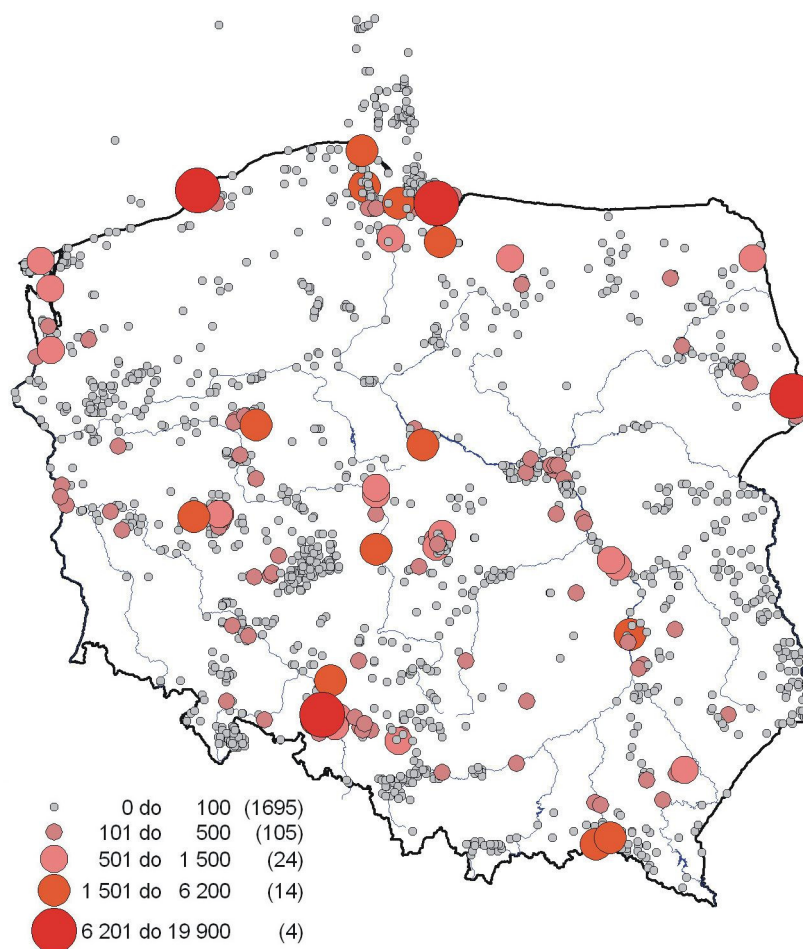 0 do 100 (1695)
101 do 500 (105)
501 do 1 500 (24)
1 501 do 6 200 (14)
6 201 do 19 900 (4)